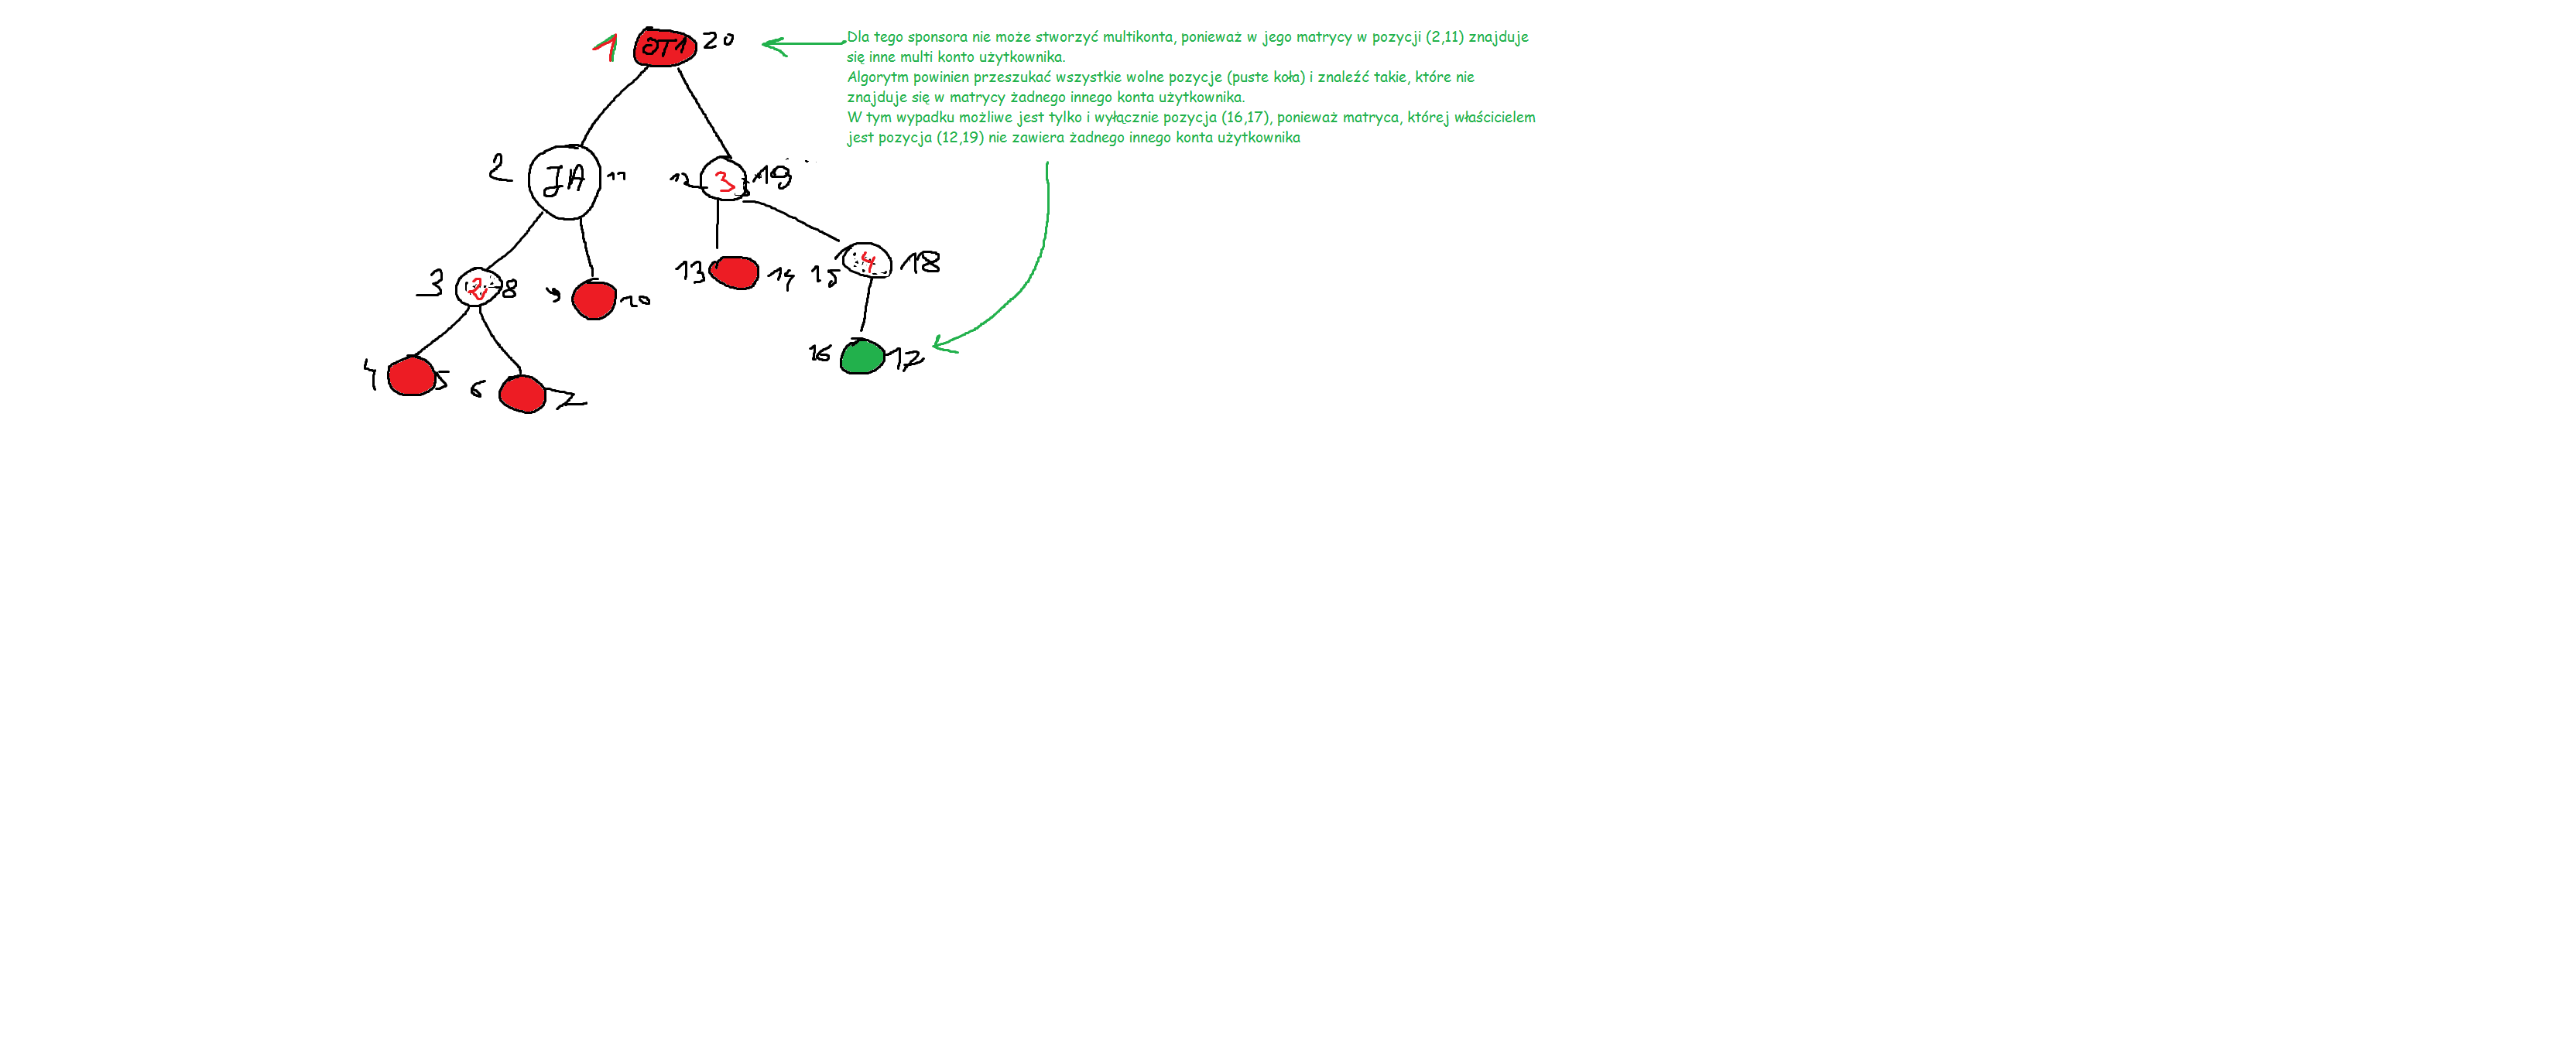 1 OT1 20
Dla tego sponsora nie może stworzyć multikonta, ponieważ w jego matrycy w pozycji (2,11) znajduje
się inne multi konto użytkownika.
Algorytm powinien przeszukać wszystkie wolne pozycje (puste koła) i znaleźć takie, które nie
znajduje się w matrycy żadnego innego konta użytkownika.
W tym wypadku możliwe jest tylko i wyłącznie pozycja (16,17), ponieważ matryca, której właścicielem
jest pozycja (12,19) nie zawiera żadnego innego konta użytkownika
2 JA 11
12 3 19
3 2 8
9 10
13 14
15 4 18
4 5
6 7
16 17